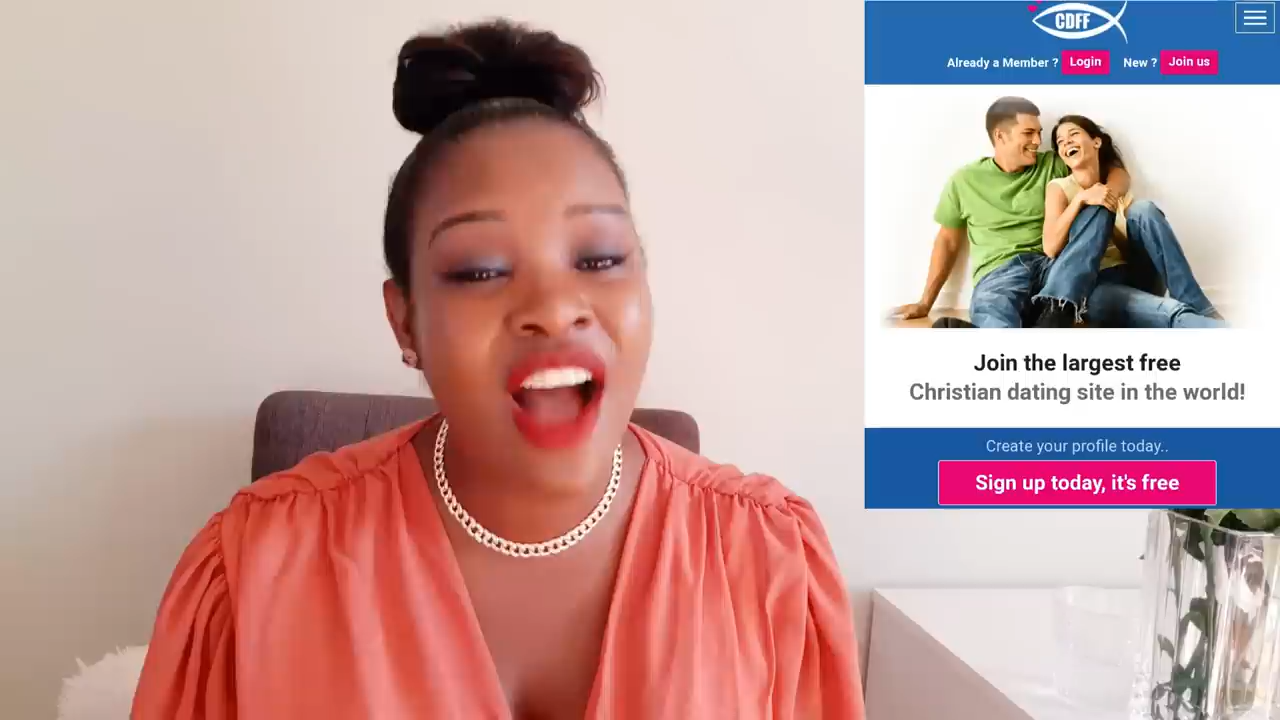 CDFF
Already a Member ? Login New ? Join us
Join the largest free
Christian dating site in the world!
Create your profile today..
Sign up today, it's free